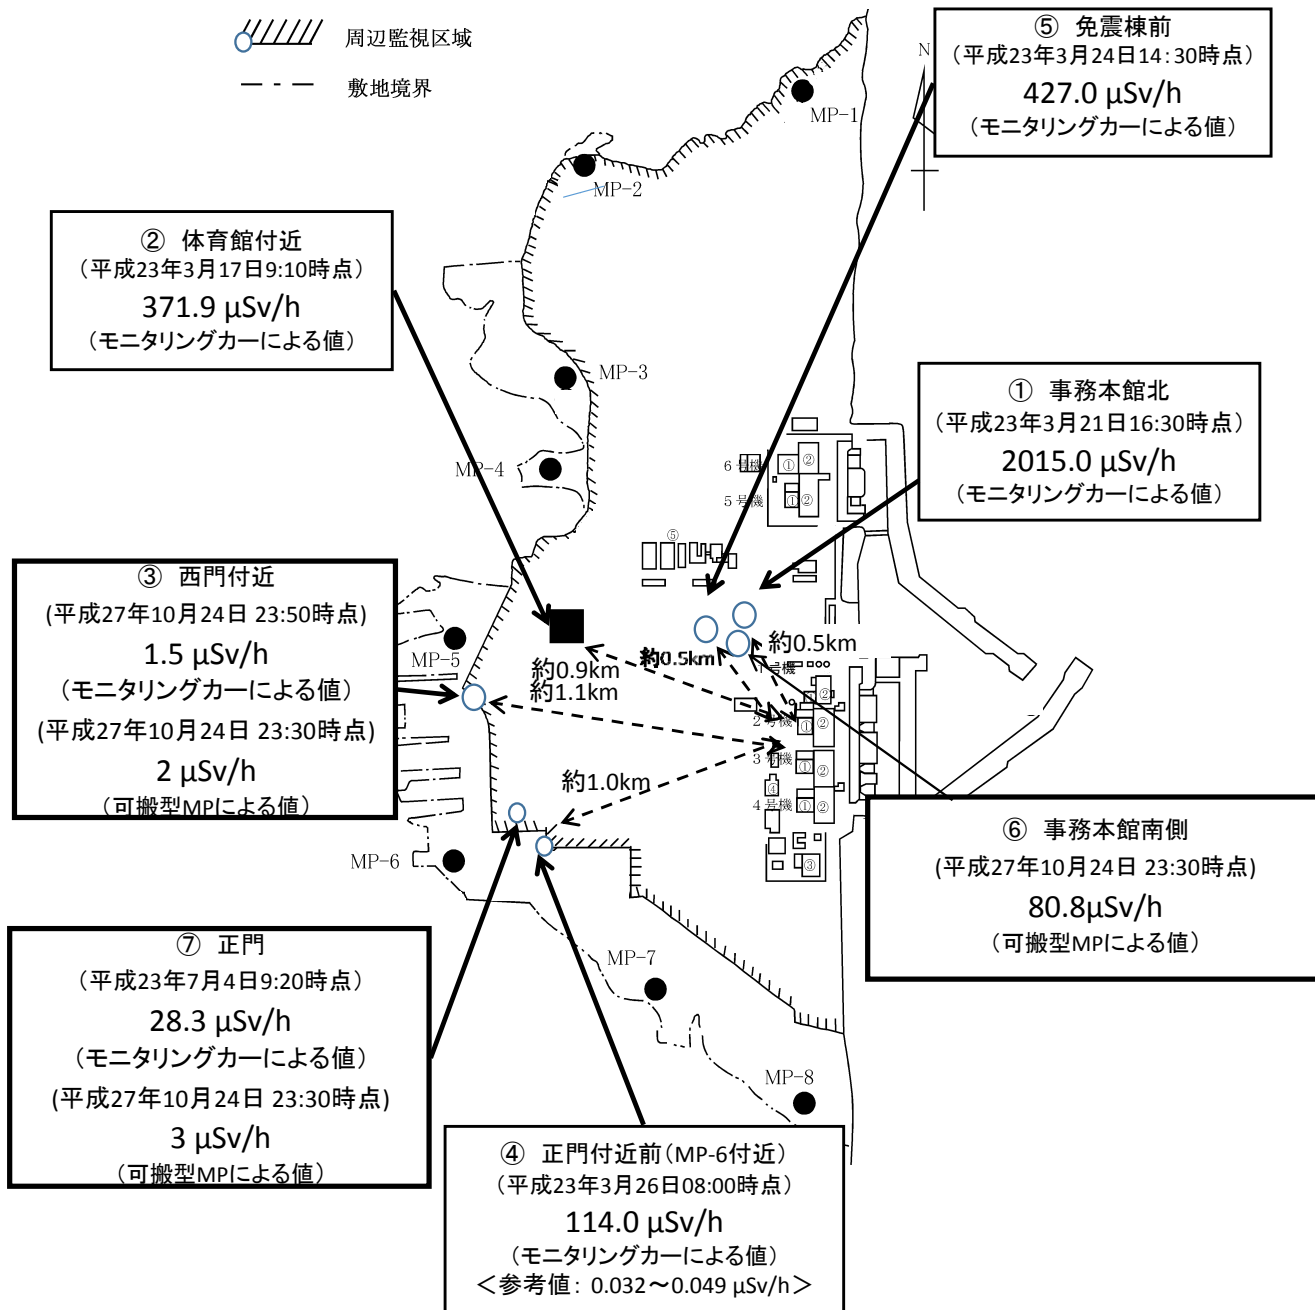 周辺監視区域
敷地境界
⑤ 免震棟前
（平成23年3月24日14:30時点）
427.0 μSv/h
（モニタリングカーによる値）
N
MP-1
MP-2
② 体育館付近
（平成23年3月17日9:10時点）
371.9 μSv/h
（モニタリングカーによる値）
MP-3
① 事務本館北
（平成23年3月21日16:30時点）
2015.0 μSv/h
（モニタリングカーによる値）
MP-4
6号機
①
②
5号機
①
②
⑤
③ 西門付近
(平成27年10月24日 23:50時点)
1.5 μSv/h
（モニタリングカーによる値）
(平成27年10月24日 23:30時点)
2 μSv/h
（可搬型MPによる値）
MP-5
約0.9km
約1.1km
約0.5km
約0.5km
号機
②
2号機
①
②
3号機
①
②
④
4号機
①
②
③
約1.0km
MP-6
⑥ 事務本館南側
(平成27年10月24日 23:30時点)
80.8μSv/h
（可搬型MPによる値）
⑦ 正門
（平成23年7月4日9:20時点）
28.3 μSv/h
（モニタリングカーによる値）
(平成27年10月24日 23:30時点)
3 μSv/h
（可搬型MPによる値）
MP-7
MP-8
④ 正門付近前（MP-6付近）
（平成23年3月26日08:00時点）
114.0 μSv/h
（モニタリングカーによる値）
＜参考値： 0.032～0.049 μSv/h＞